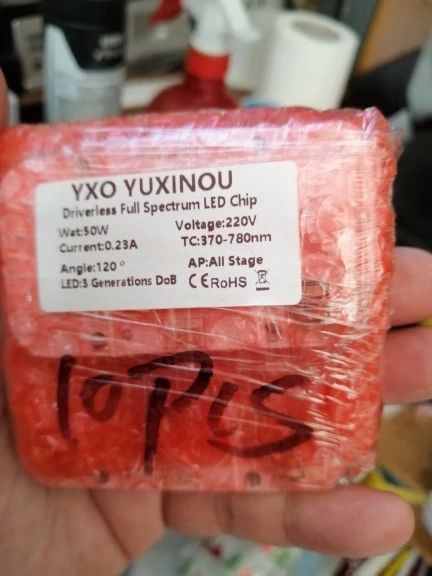 YXO YUXINOU
Driverless Full Spectrum LED Chip
Wat:50W Voltage:220V
Current:0.23A TC:370-780nm
Angle:120° AP:All Stage
LED:3 Generations DoB CE RoHS
10PCS